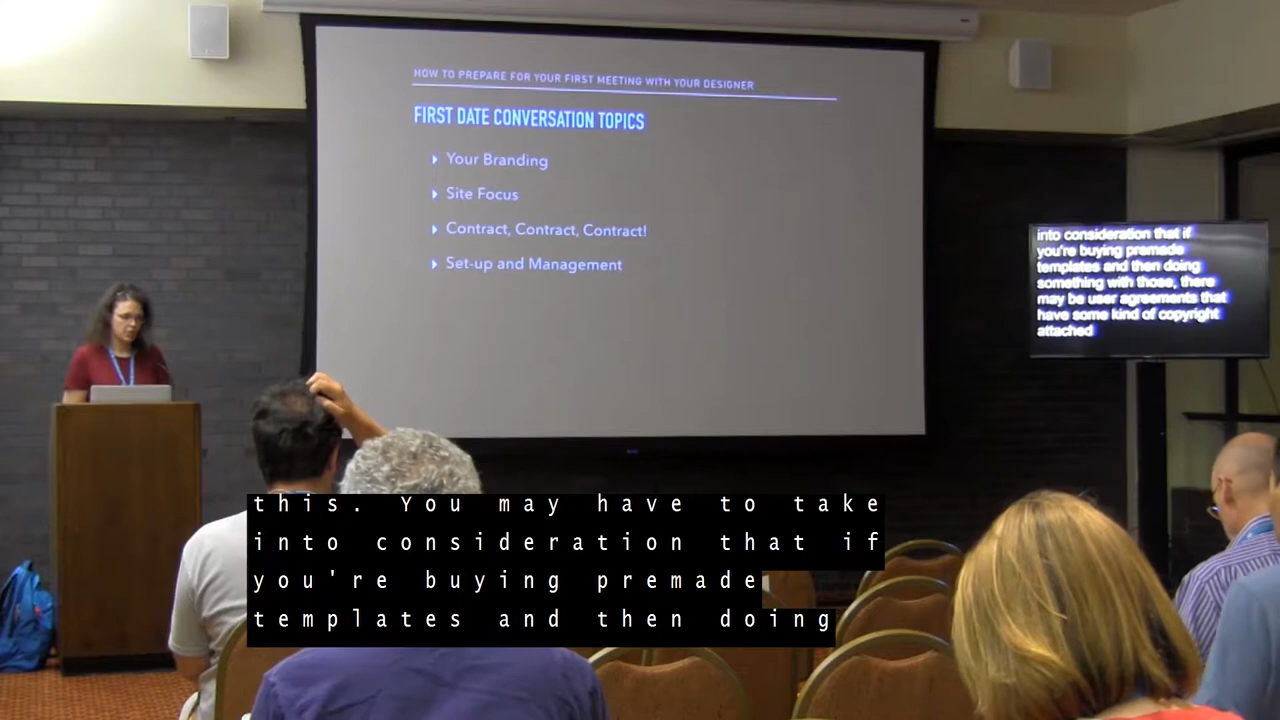 HOW TO PREPARE FOR YOUR FIRST MEETING WITH YOUR DESIGNER
FIRST DATE CONVERSATION TOPICS
Your Branding
Site Focus
Contract, Contract, Contract!
Set-up and Management
into consideration that if
you're buying premade
templates and then doing
something with those, there
may be user agreements that
have some kind of copyright
attached
this. You may have to take
into consideration that if
you're buying premade
templates and then doing